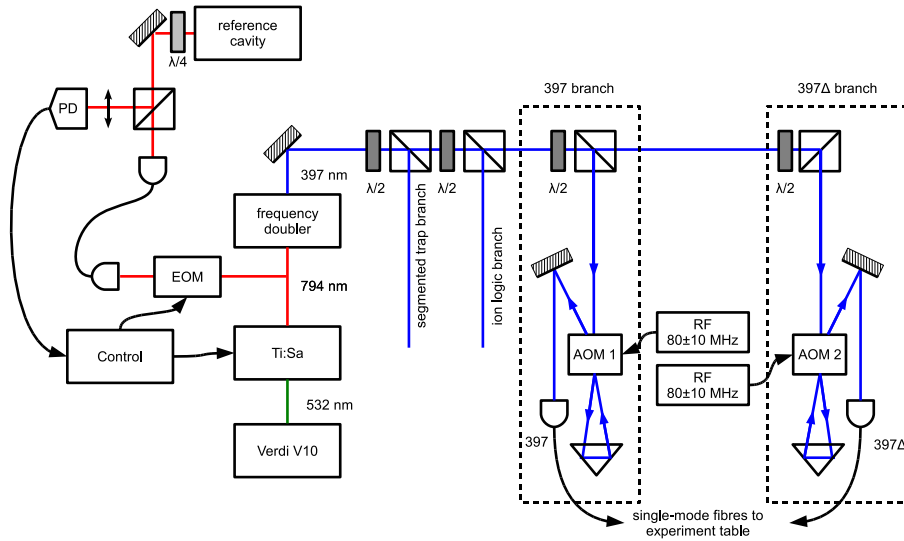 reference
cavity
λ/4
PD
397 branch
397Δ branch
λ/2
λ/2
λ/2
λ/2
397 nm
frequency
doubler
segmented trap branch
ion logic branch
EOM
794 nm
RF
80±10 MHz
Control
Ti:Sa
AOM 1
AOM 2
RF
80±10 MHz
532 nm
Verdi V10
397
397Δ
single-mode fibres to
experiment table